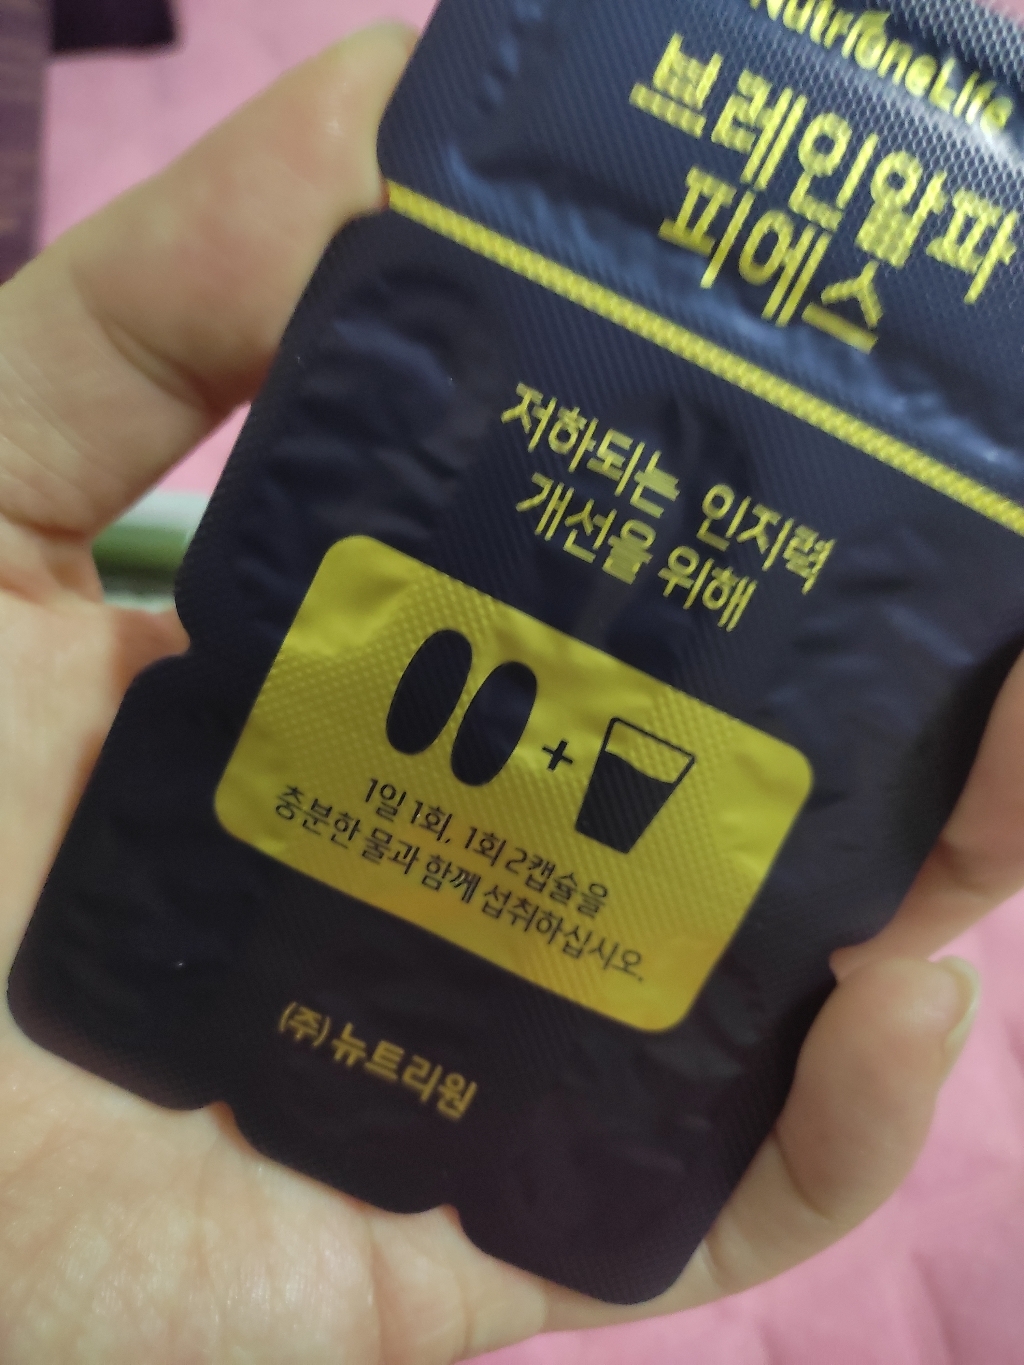 NutrioneLife
브레인알파
피에스
저하되는 인지력
개선을 위해
+
1일 1회, 1회 2캡슐을
충분한 물과 함께 섭취하십시오.
(주)뉴트리원